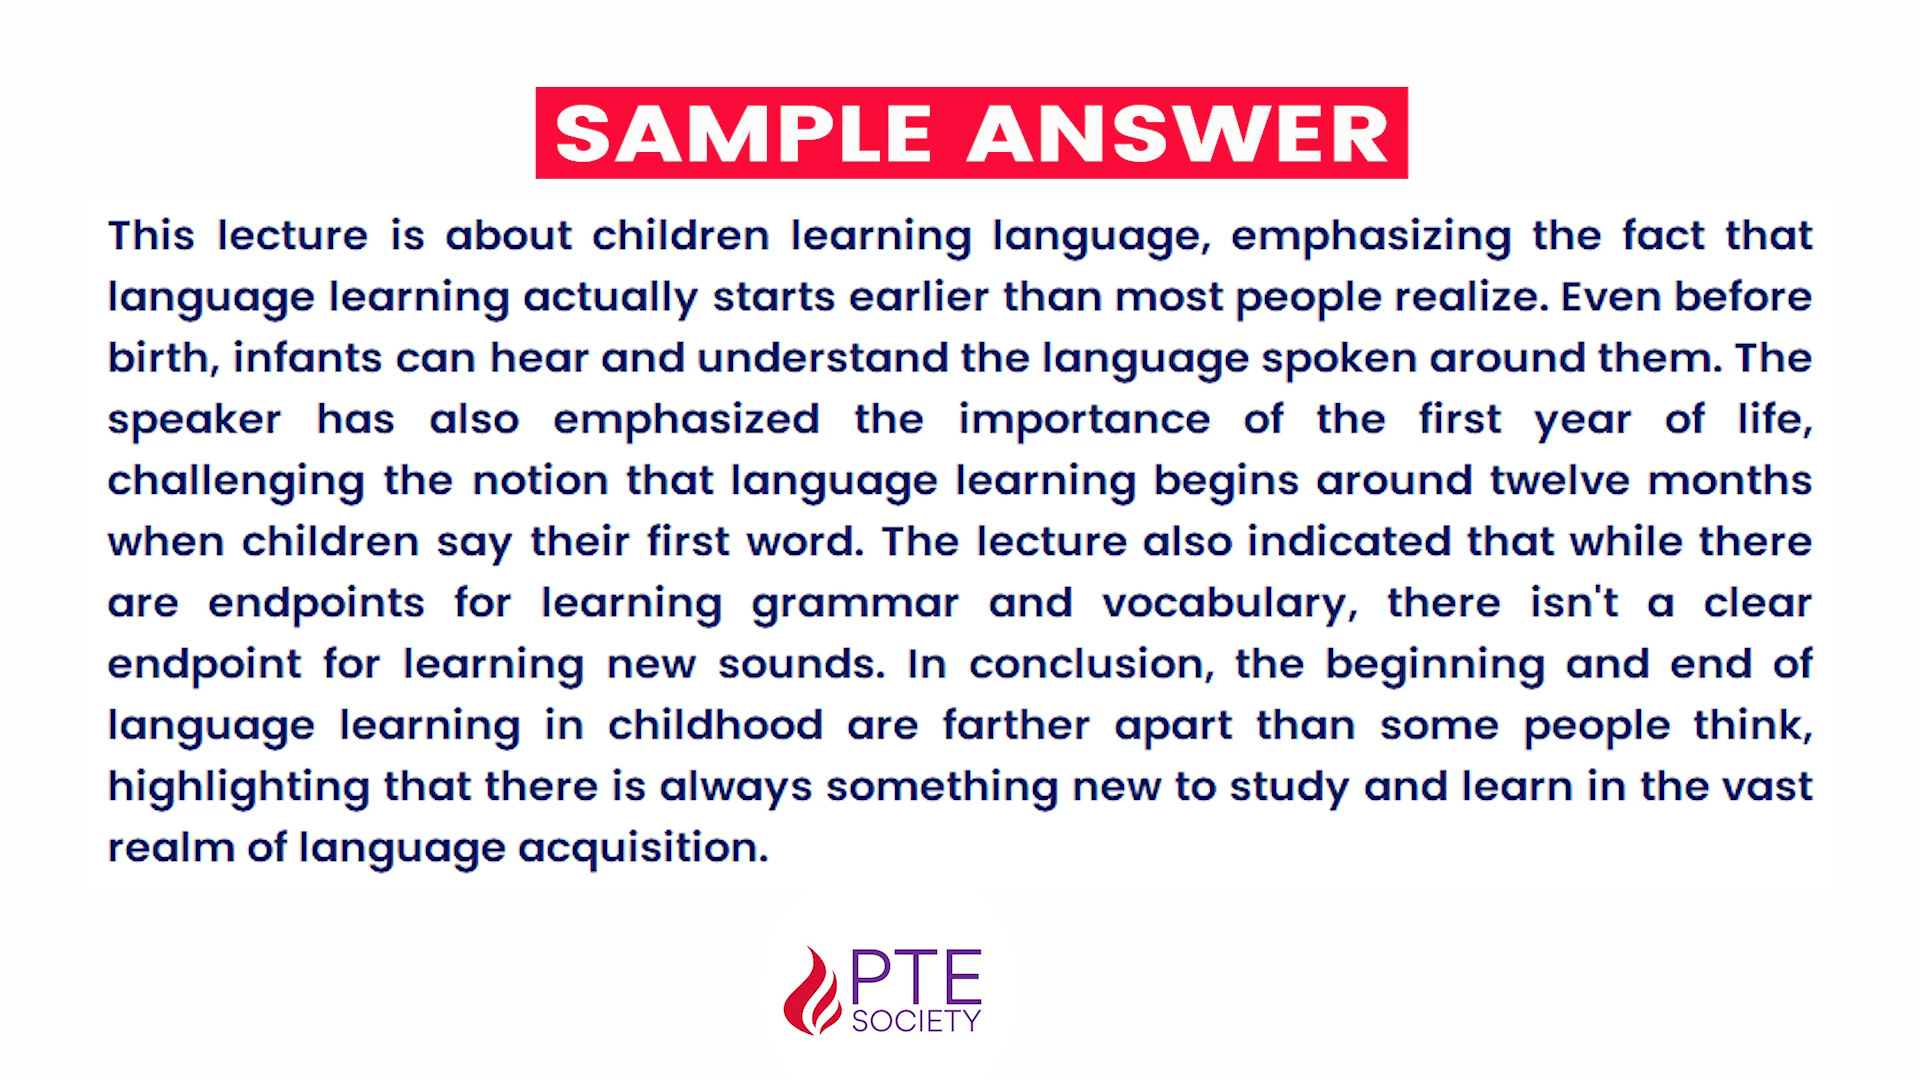 SAMPLE ANSWER
This lecture is about children learning language, emphasizing the fact that
language learning actually starts earlier than most people realize. Even before
birth, infants can hear and understand the language spoken around them. The
speaker has also emphasized the importance of the first year of life,
challenging the notion that language learning begins around twelve months
when children say their first word. The lecture also indicated that while there
are endpoints for learning grammar and vocabulary, there isn't a clear
endpoint for learning new sounds. In conclusion, the beginning and end of
language learning in childhood are farther apart than some people think,
highlighting that there is always something new to study and learn in the vast
realm of language acquisition.
PTE
SOCIETY